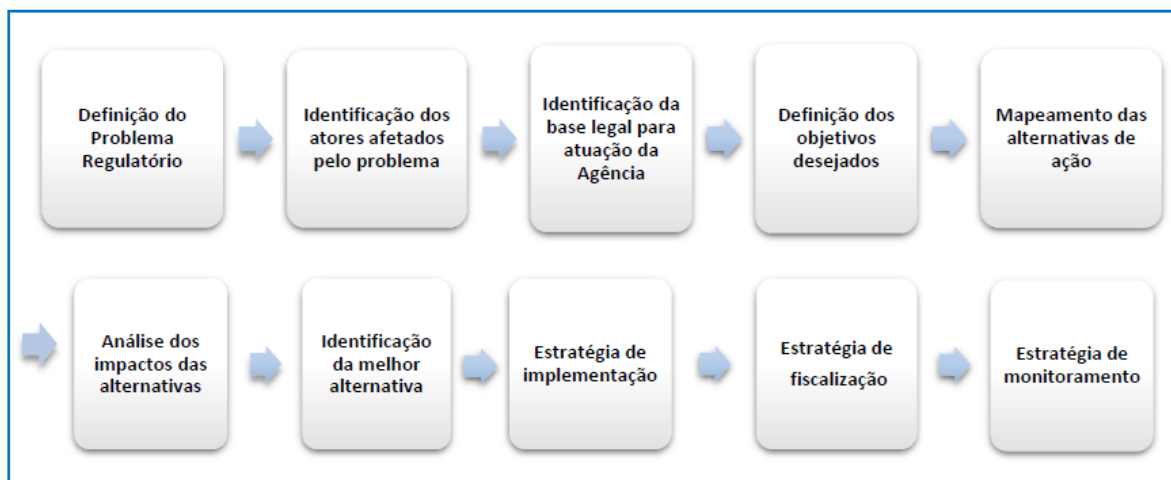 Definição do
Problema
Regulatório
Identificação dos
atores afetados
pelo problema
Identificação da
base legal para
atuação da
Agência
Definição dos
objetivos
desejados
Mapeamento das
alternativas de
ação
Análise dos
impactos das
alternativas
Identificação
da melhor
alternativa
Estratégia de
implementação
Estratégia de
fiscalização
Estratégia de
monitoramento